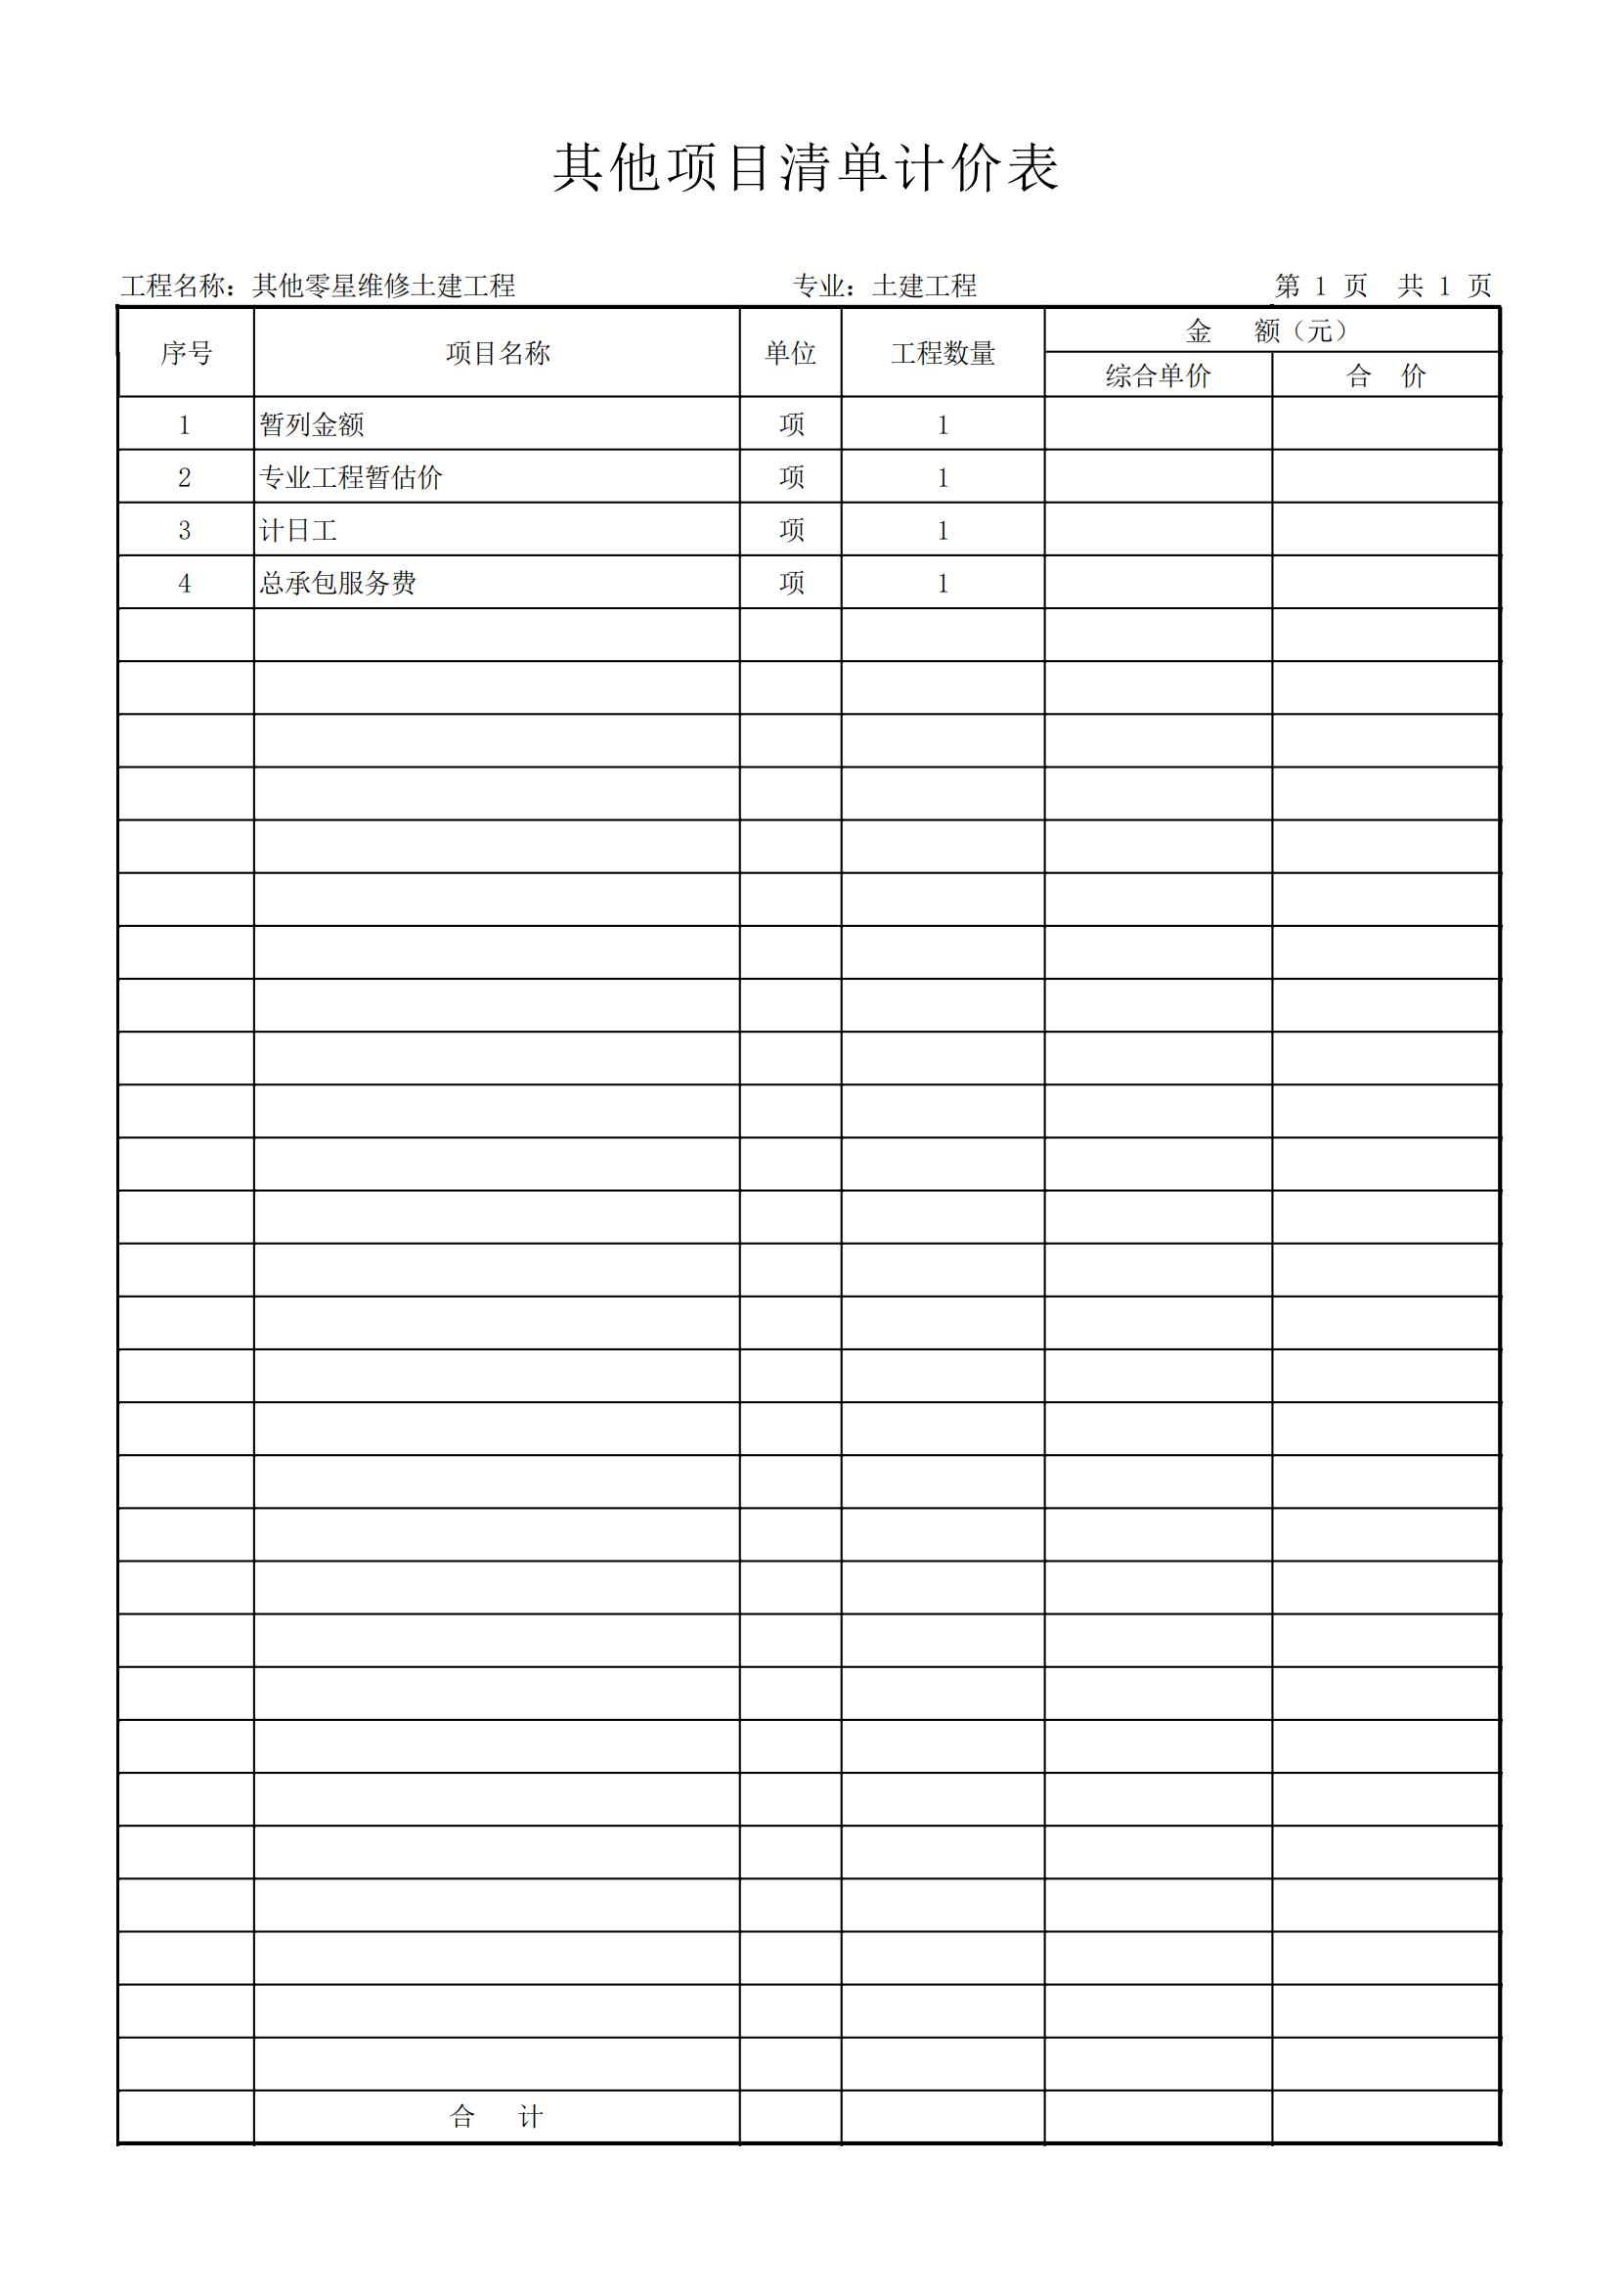 其他项目清单计价表
工程名称：其他零星维修土建工程 专业：土建工程 第 1 页 共 1 页
序号 项目名称 单位 工程数量 金 额（元）
综合单价 合 价
1 暂列金额 项 1
2 专业工程暂估价 项 1
3 计日工 项 1
4 总承包服务费 项 1
合 计